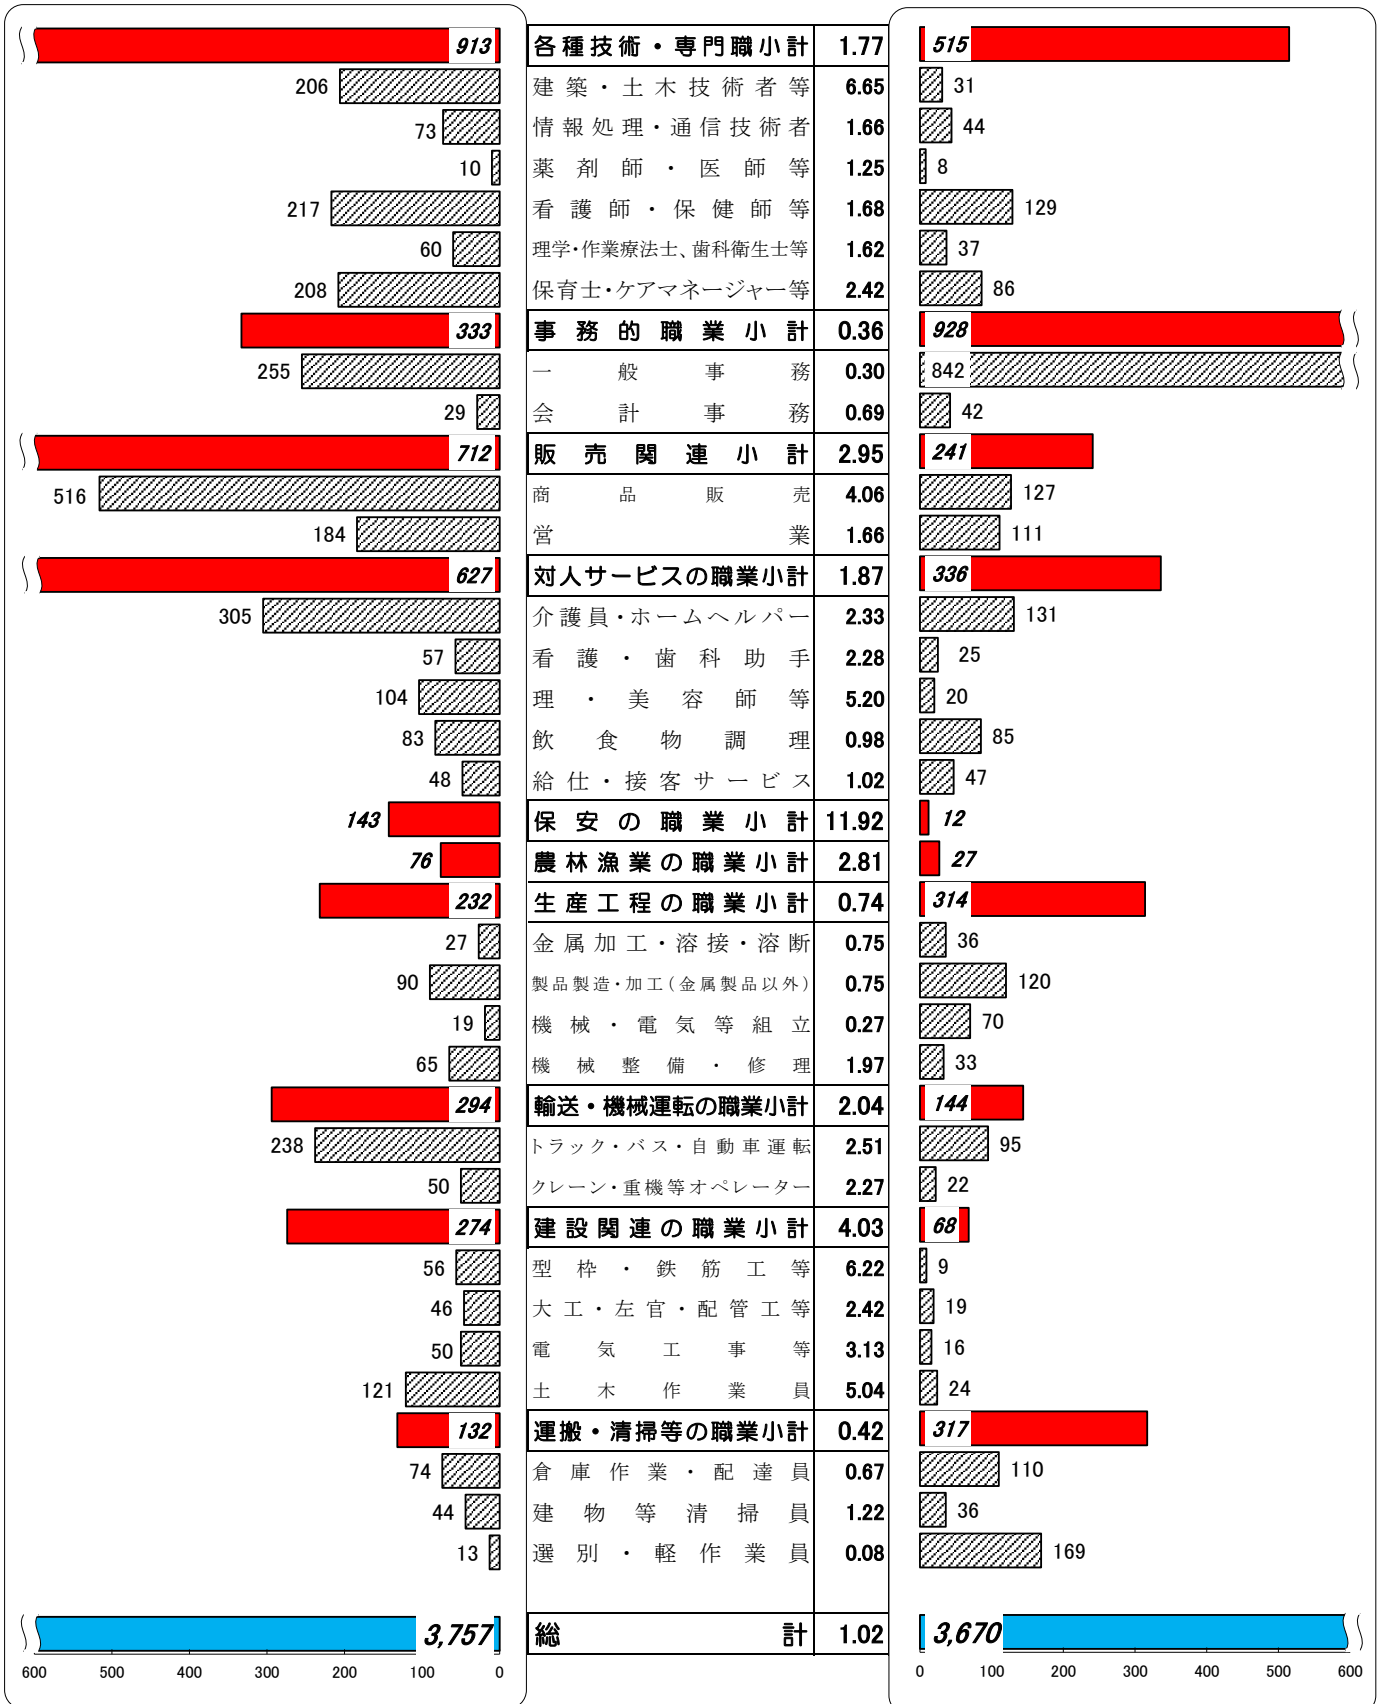 913 各種技術・専門職小計 1.77 515
206 建築・土木技術者等 6.65 31
73 情報処理・通信技術者 1.66 44
10 薬剤師・医師等 1.25 8
217 看護師・保健師等 1.68 129
60 理学・作業療法士、歯科衛生士等 1.62 37
208 保育士・ケアマネージャー等 2.42 86
333 事務的職業小計 0.36 928
255 一般事務 0.30 842
29 会計事務 0.69 42
712 販売関連小計 2.95 241
516 商品販売 4.06 127
184 営業 1.66 111
627 対人サービスの職業小計 1.87 336
305 介護員・ホームヘルパー 2.33 131
57 看護・歯科助手 2.28 25
104 理・美容師等 5.20 20
83 飲食物調理 0.98 85
48 給仕・接客サービス 1.02 47
143 保安の職業小計 11.92 12
76 農林漁業の職業小計 2.81 27
232 生産工程の職業小計 0.74 314
27 金属加工・溶接・溶断 0.75 36
90 製品製造・加工(金属製品以外) 0.75 120
19 機械・電気等組立 0.27 70
65 機械整備・修理 1.97 33
294 輸送・機械運転の職業小計 2.04 144
238 トラック・バス・自動車運転 2.51 95
50 クレーン・重機等オペレーター 2.27 22
274 建設関連の職業小計 4.03 68
56 型枠・鉄筋工等 6.22 9
46 大工・左官・配管工等 2.42 19
50 電気工事等 3.13 16
121 土木作業員 5.04 24
132 運搬・清掃等の職業小計 0.42 317
74 倉庫作業・配達員 0.67 110
44 建物等清掃員 1.22 36
13 選別・軽作業員 0.08 169
3,757 総計 1.02 3,670
600 500 400 300 200 100 0 0 100 200 300 400 500 600